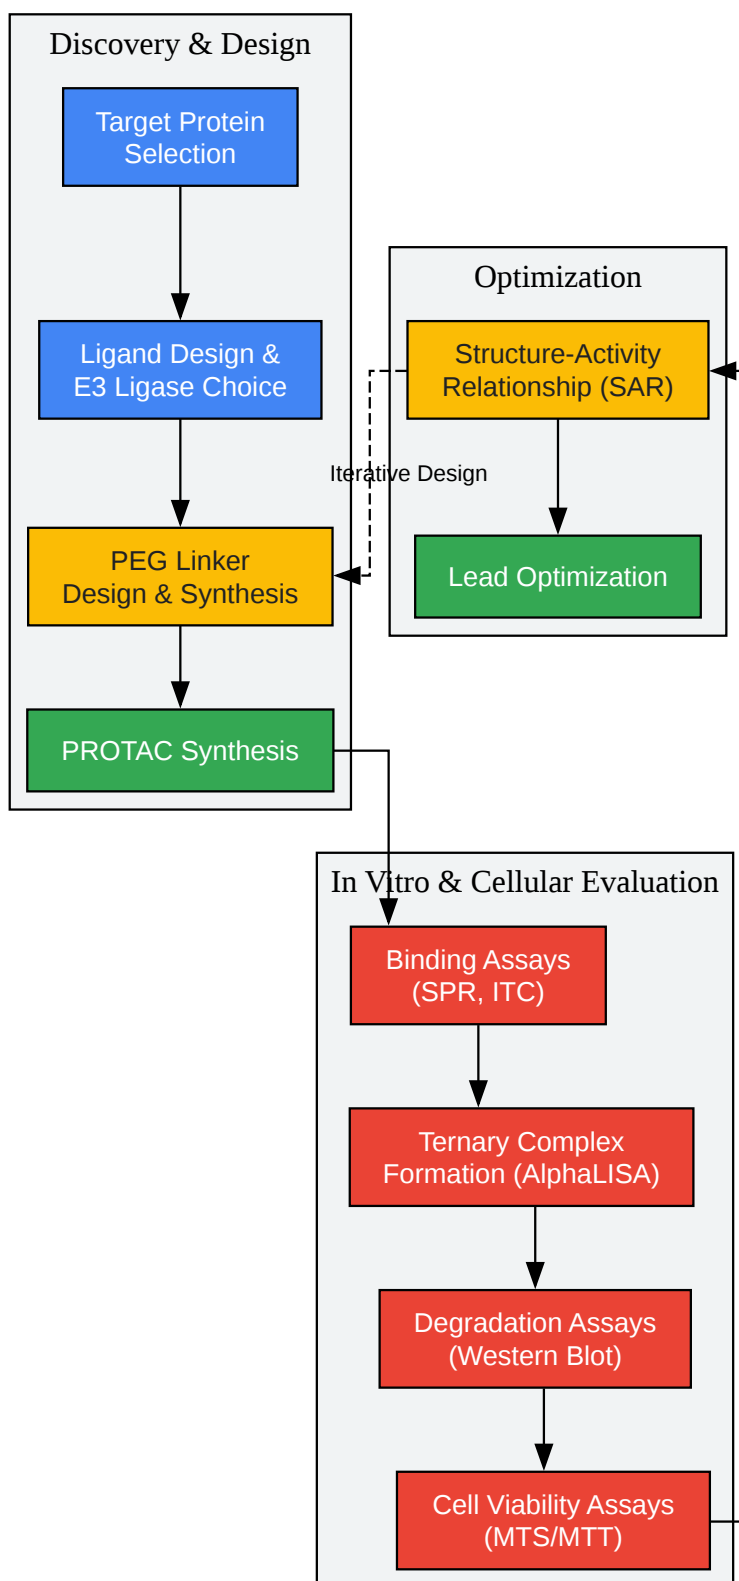 Discovery & Design
Target Protein
Selection
Ligand Design &
E3 Ligase Choice
PEG Linker
Design & Synthesis
PROTAC Synthesis
Optimization
Structure-Activity
Relationship (SAR)
Iterative Design
Lead Optimization
In Vitro & Cellular Evaluation
Binding Assays
(SPR, ITC)
Ternary Complex
Formation (AlphaLISA)
Degradation Assays
(Western Blot)
Cell Viability Assays
(MTS/MTT)